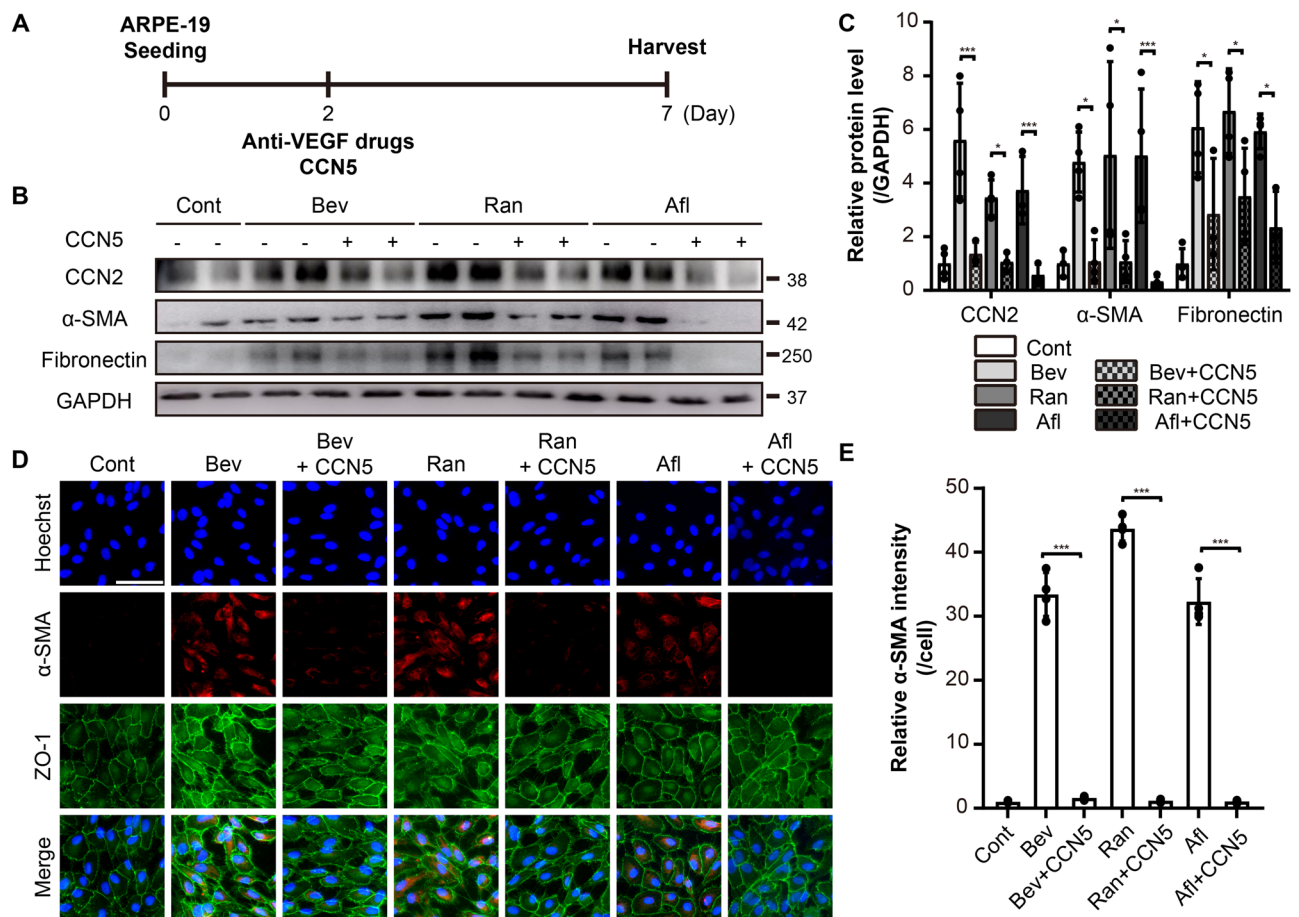 A
ARPE-19
Seeding
Harvest
0
2
7 (Day)
Anti-VEGF drugs
CCN5
B
Cont Bev Ran Afl
CCN5 - - - - + + - - + + - - + +
CCN2
38
α-SMA
42
Fibronectin
250
GAPDH
37
C
Relative protein level
(/GAPDH)
10
8
6
4
2
0
*** * *** * * *** * * *
CCN2 α-SMA Fibronectin
Cont
Bev Bev+CCN5
Ran Ran+CCN5
Afl Afl+CCN5
D
Cont
Bev
Bev
+ CCN5
Ran
Ran
+ CCN5
Afl
Afl
+ CCN5
Hoechst
α-SMA
ZO-1
Merge
E
Relative α-SMA intensity
(/cell)
50
40
30
20
10
0
*** *** ***
Cont
Bev
Bev+CCN5
Ran
Ran+CCN5
Afl
Afl+CCN5